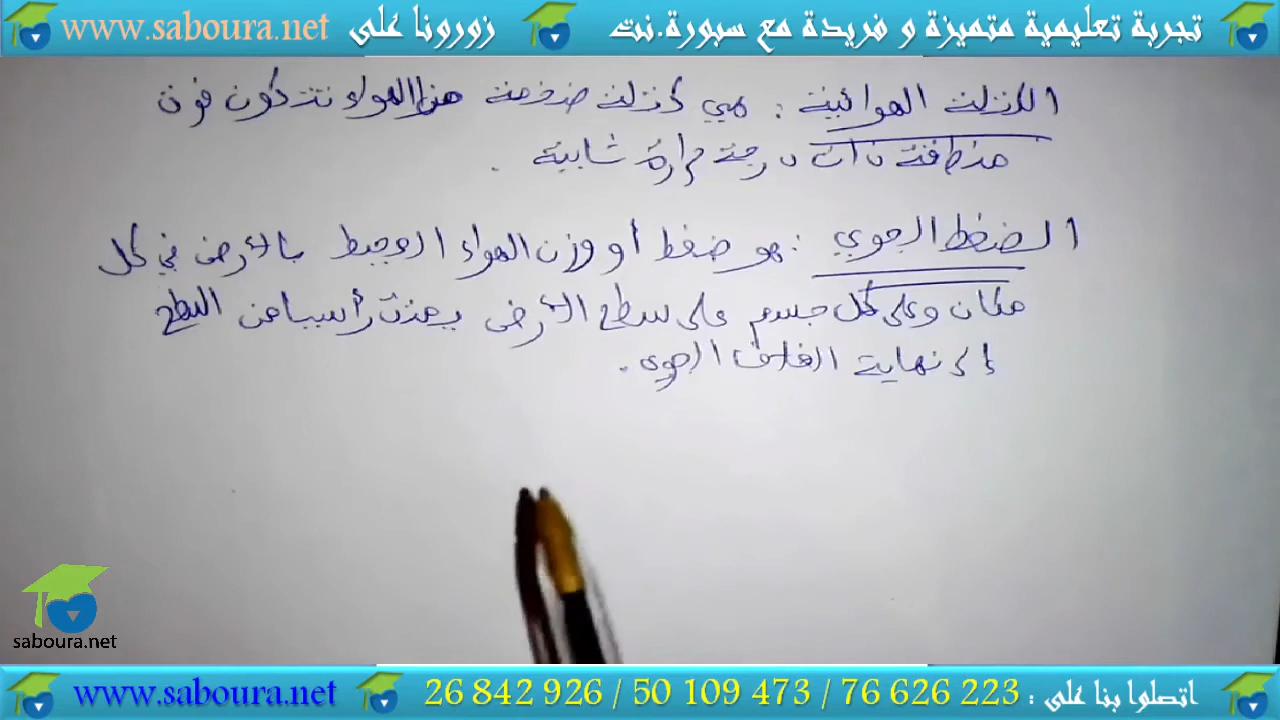 تجربة تعليمية متميزة و فريدة مع سبورة.نت زورونا على www.saboura.net
الكتلة الهوائية : هي كتلة ضخمة من الهواء تتكون فوق
منطقة ذات درجة حرارة ثابتة .
الضغط الجوي : هو ضغط أو وزن الهواء المحيط بالأرض في كل
مكان وعلى كل جسم على سطح الأرض يمتد رأسيا من السطح
إلى نهاية الغلاف الجوي .
saboura.net
اتصلوا بنا على : 26 842 926 / 50 109 473 / 76 626 223 www.saboura.net